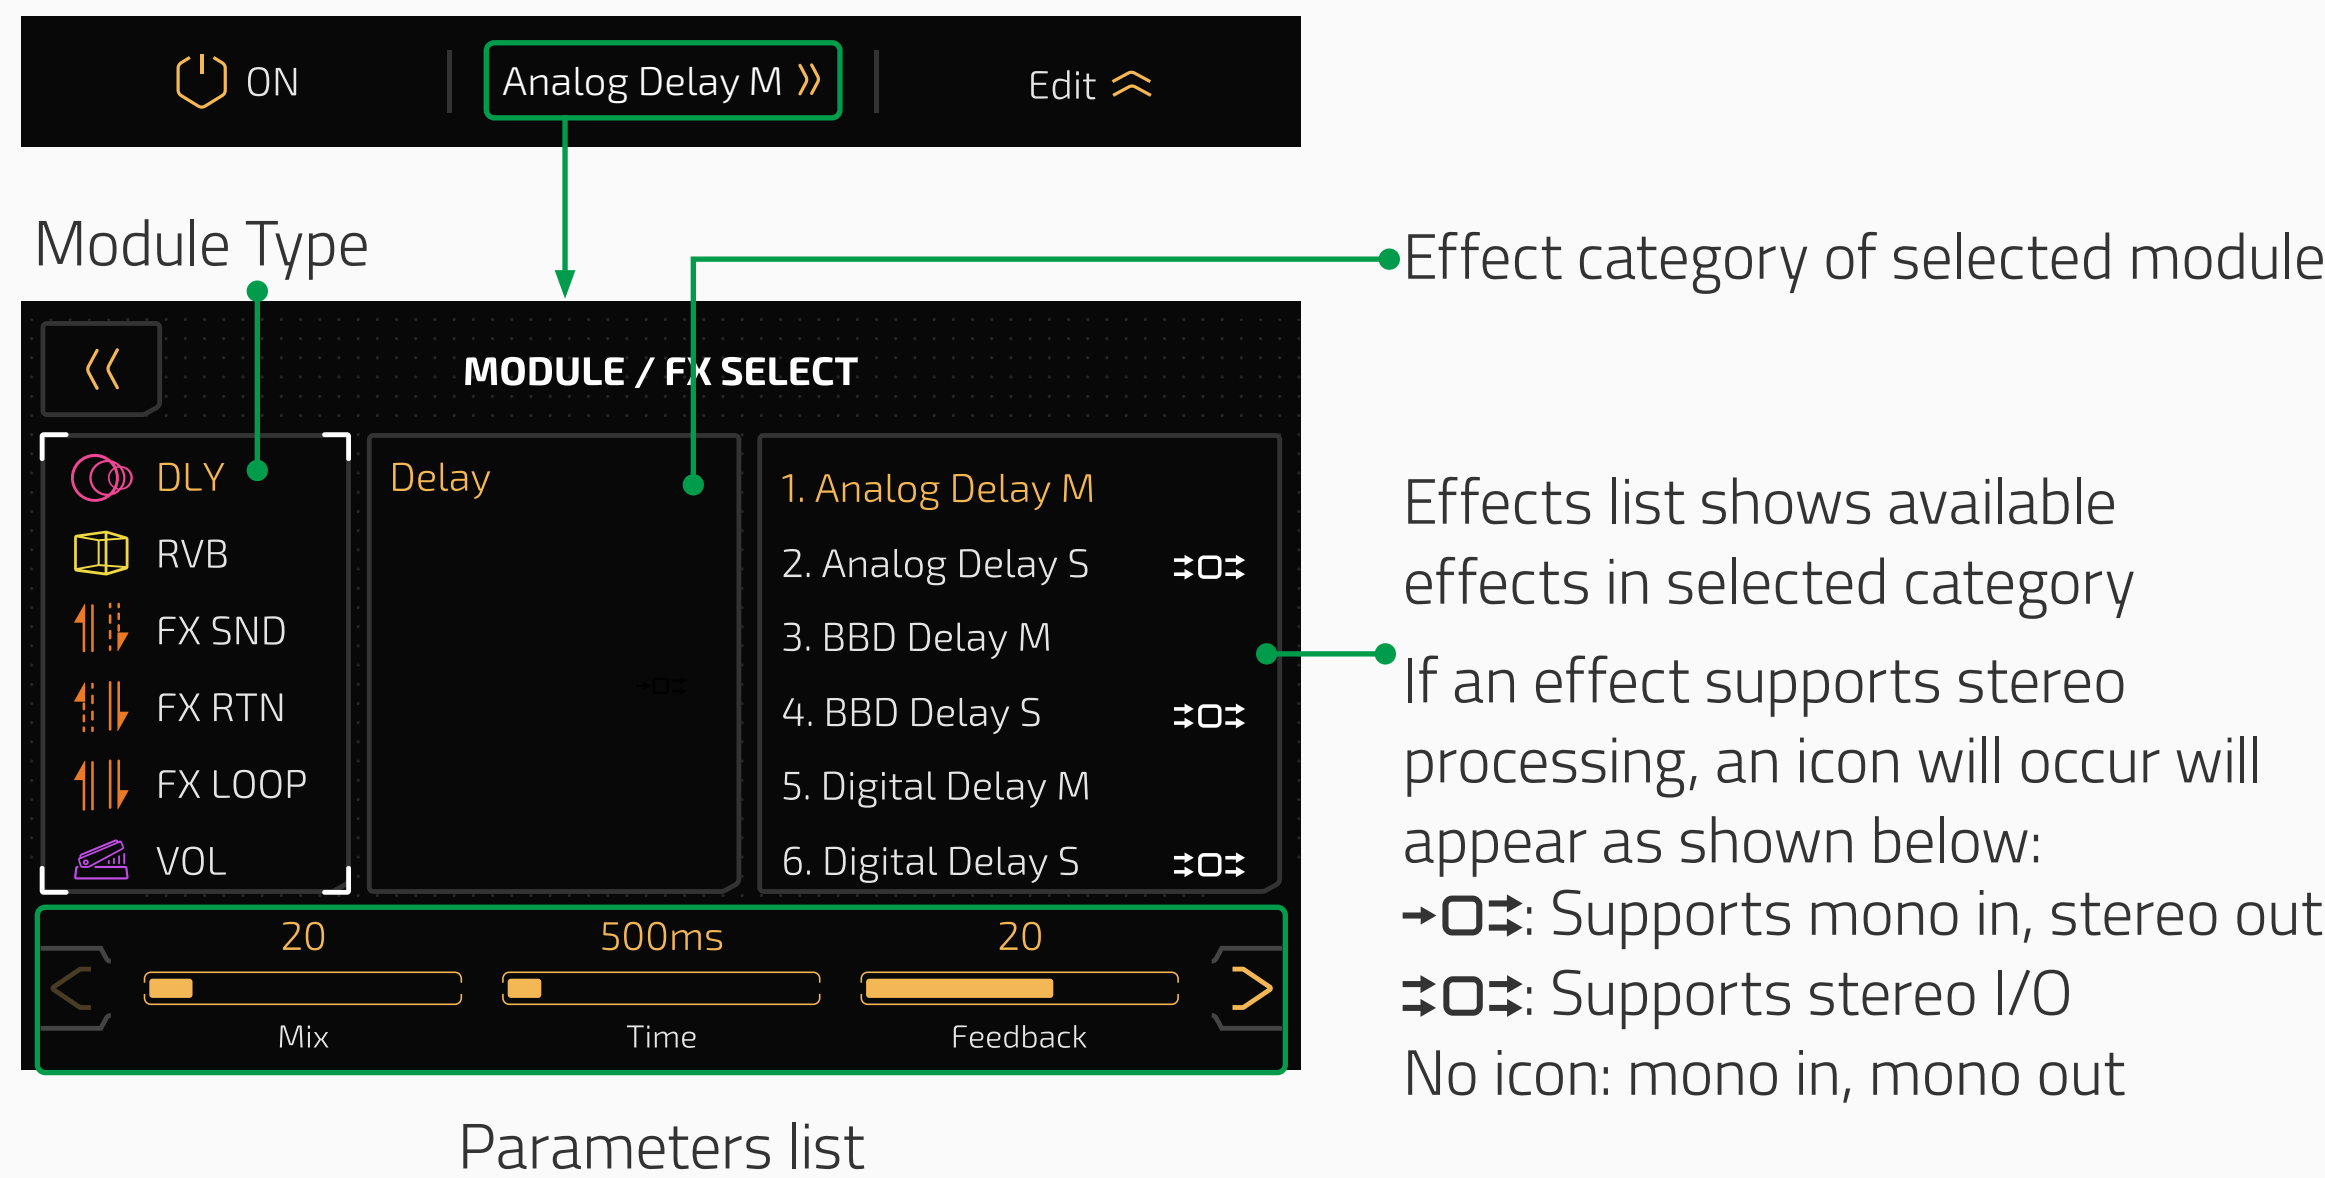 ON
Analog Delay M
Edit
Module Type
Effect category of selected module
MODULE / FX SELECT
DLY
RVB
FX SND
FX RTN
FX LOOP
VOL
Delay
1. Analog Delay M
2. Analog Delay S
3. BBD Delay M
4. BBD Delay S
5. Digital Delay M
6. Digital Delay S
Effects list shows available
effects in selected category
If an effect supports stereo
processing, an icon will occur will
appear as shown below:
: Supports mono in, stereo out
: Supports stereo I/O
No icon: mono in, mono out
20
500ms
20
Mix
Time
Feedback
Parameters list